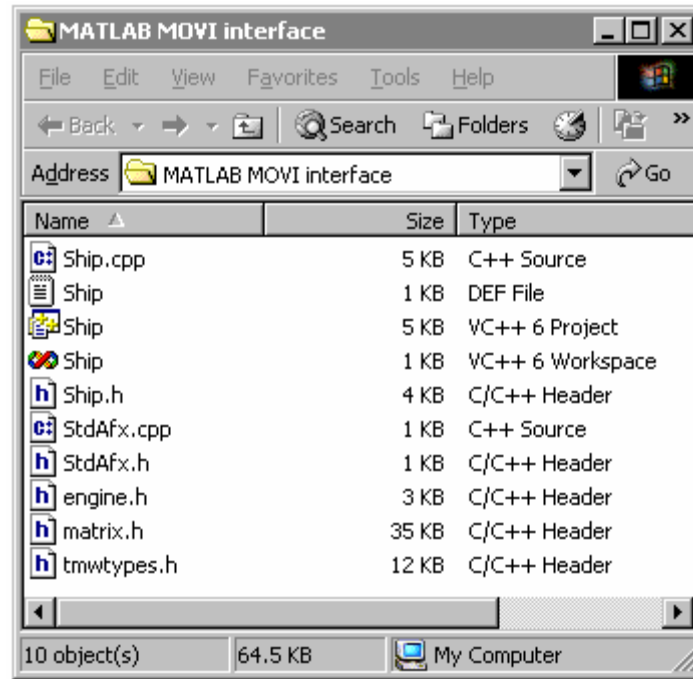 MATLAB MOVI interface
File Edit View Favorites Tools Help
Back Search Folders »
Address MATLAB MOVI interface Go
Name Size Type
Ship.cpp 5 KB C++ Source
Ship 1 KB DEF File
Ship 5 KB VC++ 6 Project
Ship 1 KB VC++ 6 Workspace
Ship.h 4 KB C/C++ Header
StdAfx.cpp 1 KB C++ Source
StdAfx.h 1 KB C/C++ Header
engine.h 3 KB C/C++ Header
matrix.h 35 KB C/C++ Header
tmwtypes.h 12 KB C/C++ Header
10 object(s) 64.5 KB My Computer